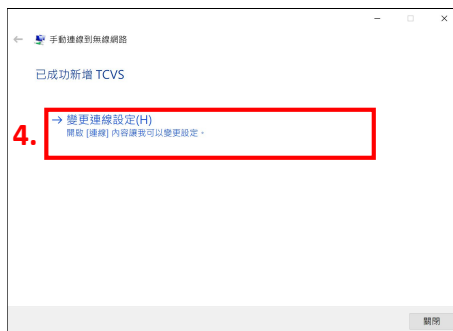 手動連線到無線網路
已成功新增 TCVS
4.
→ 變更連線設定(H)
開啟 [連線] 內容讓我可以變更設定。
關閉